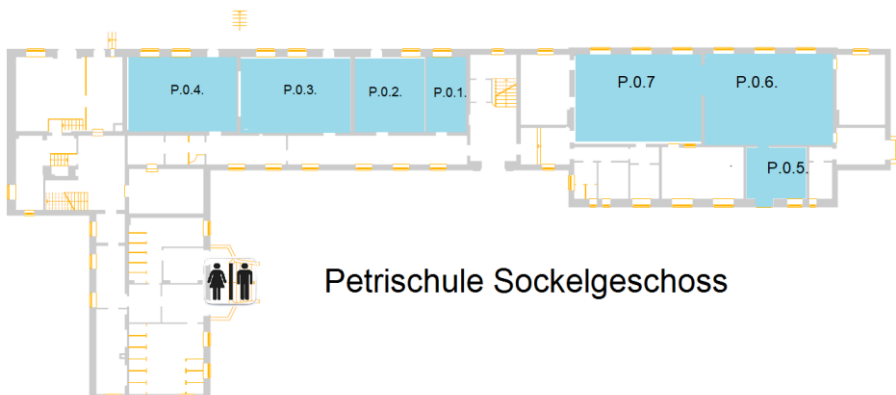 P.0.4.
P.0.3.
P.0.2.
P.0.1.
P.0.7
P.0.6.
P.0.5.
Petrischule Sockelgeschoss